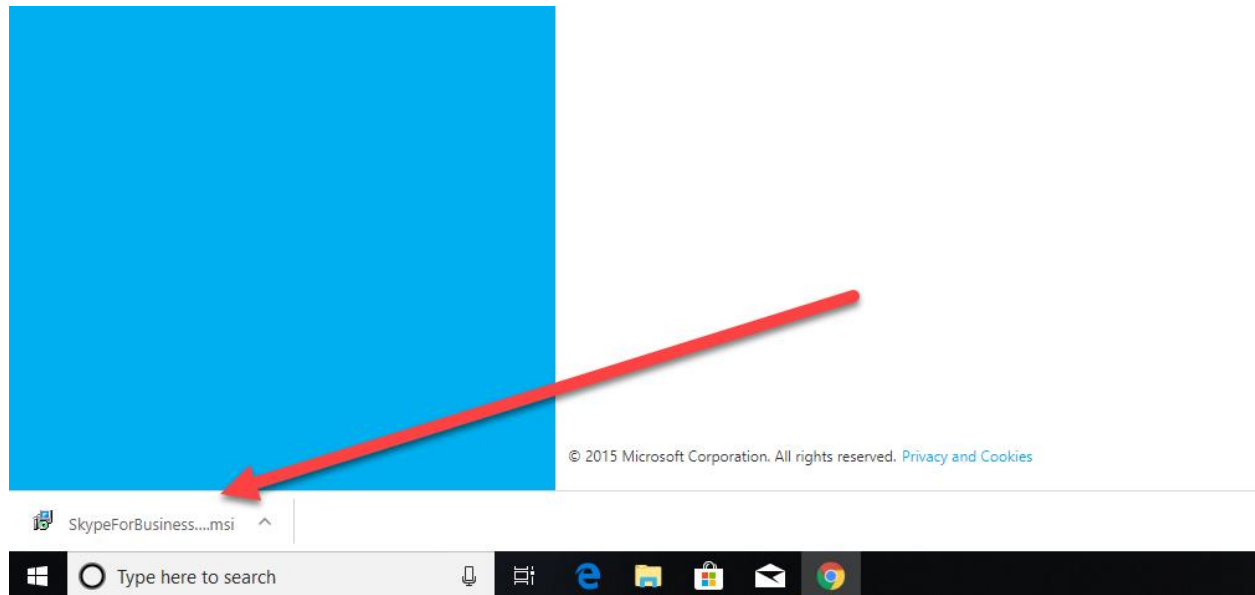 © 2015 Microsoft Corporation. All rights reserved. Privacy and Cookies
SkypeForBusiness....msi
Type here to search